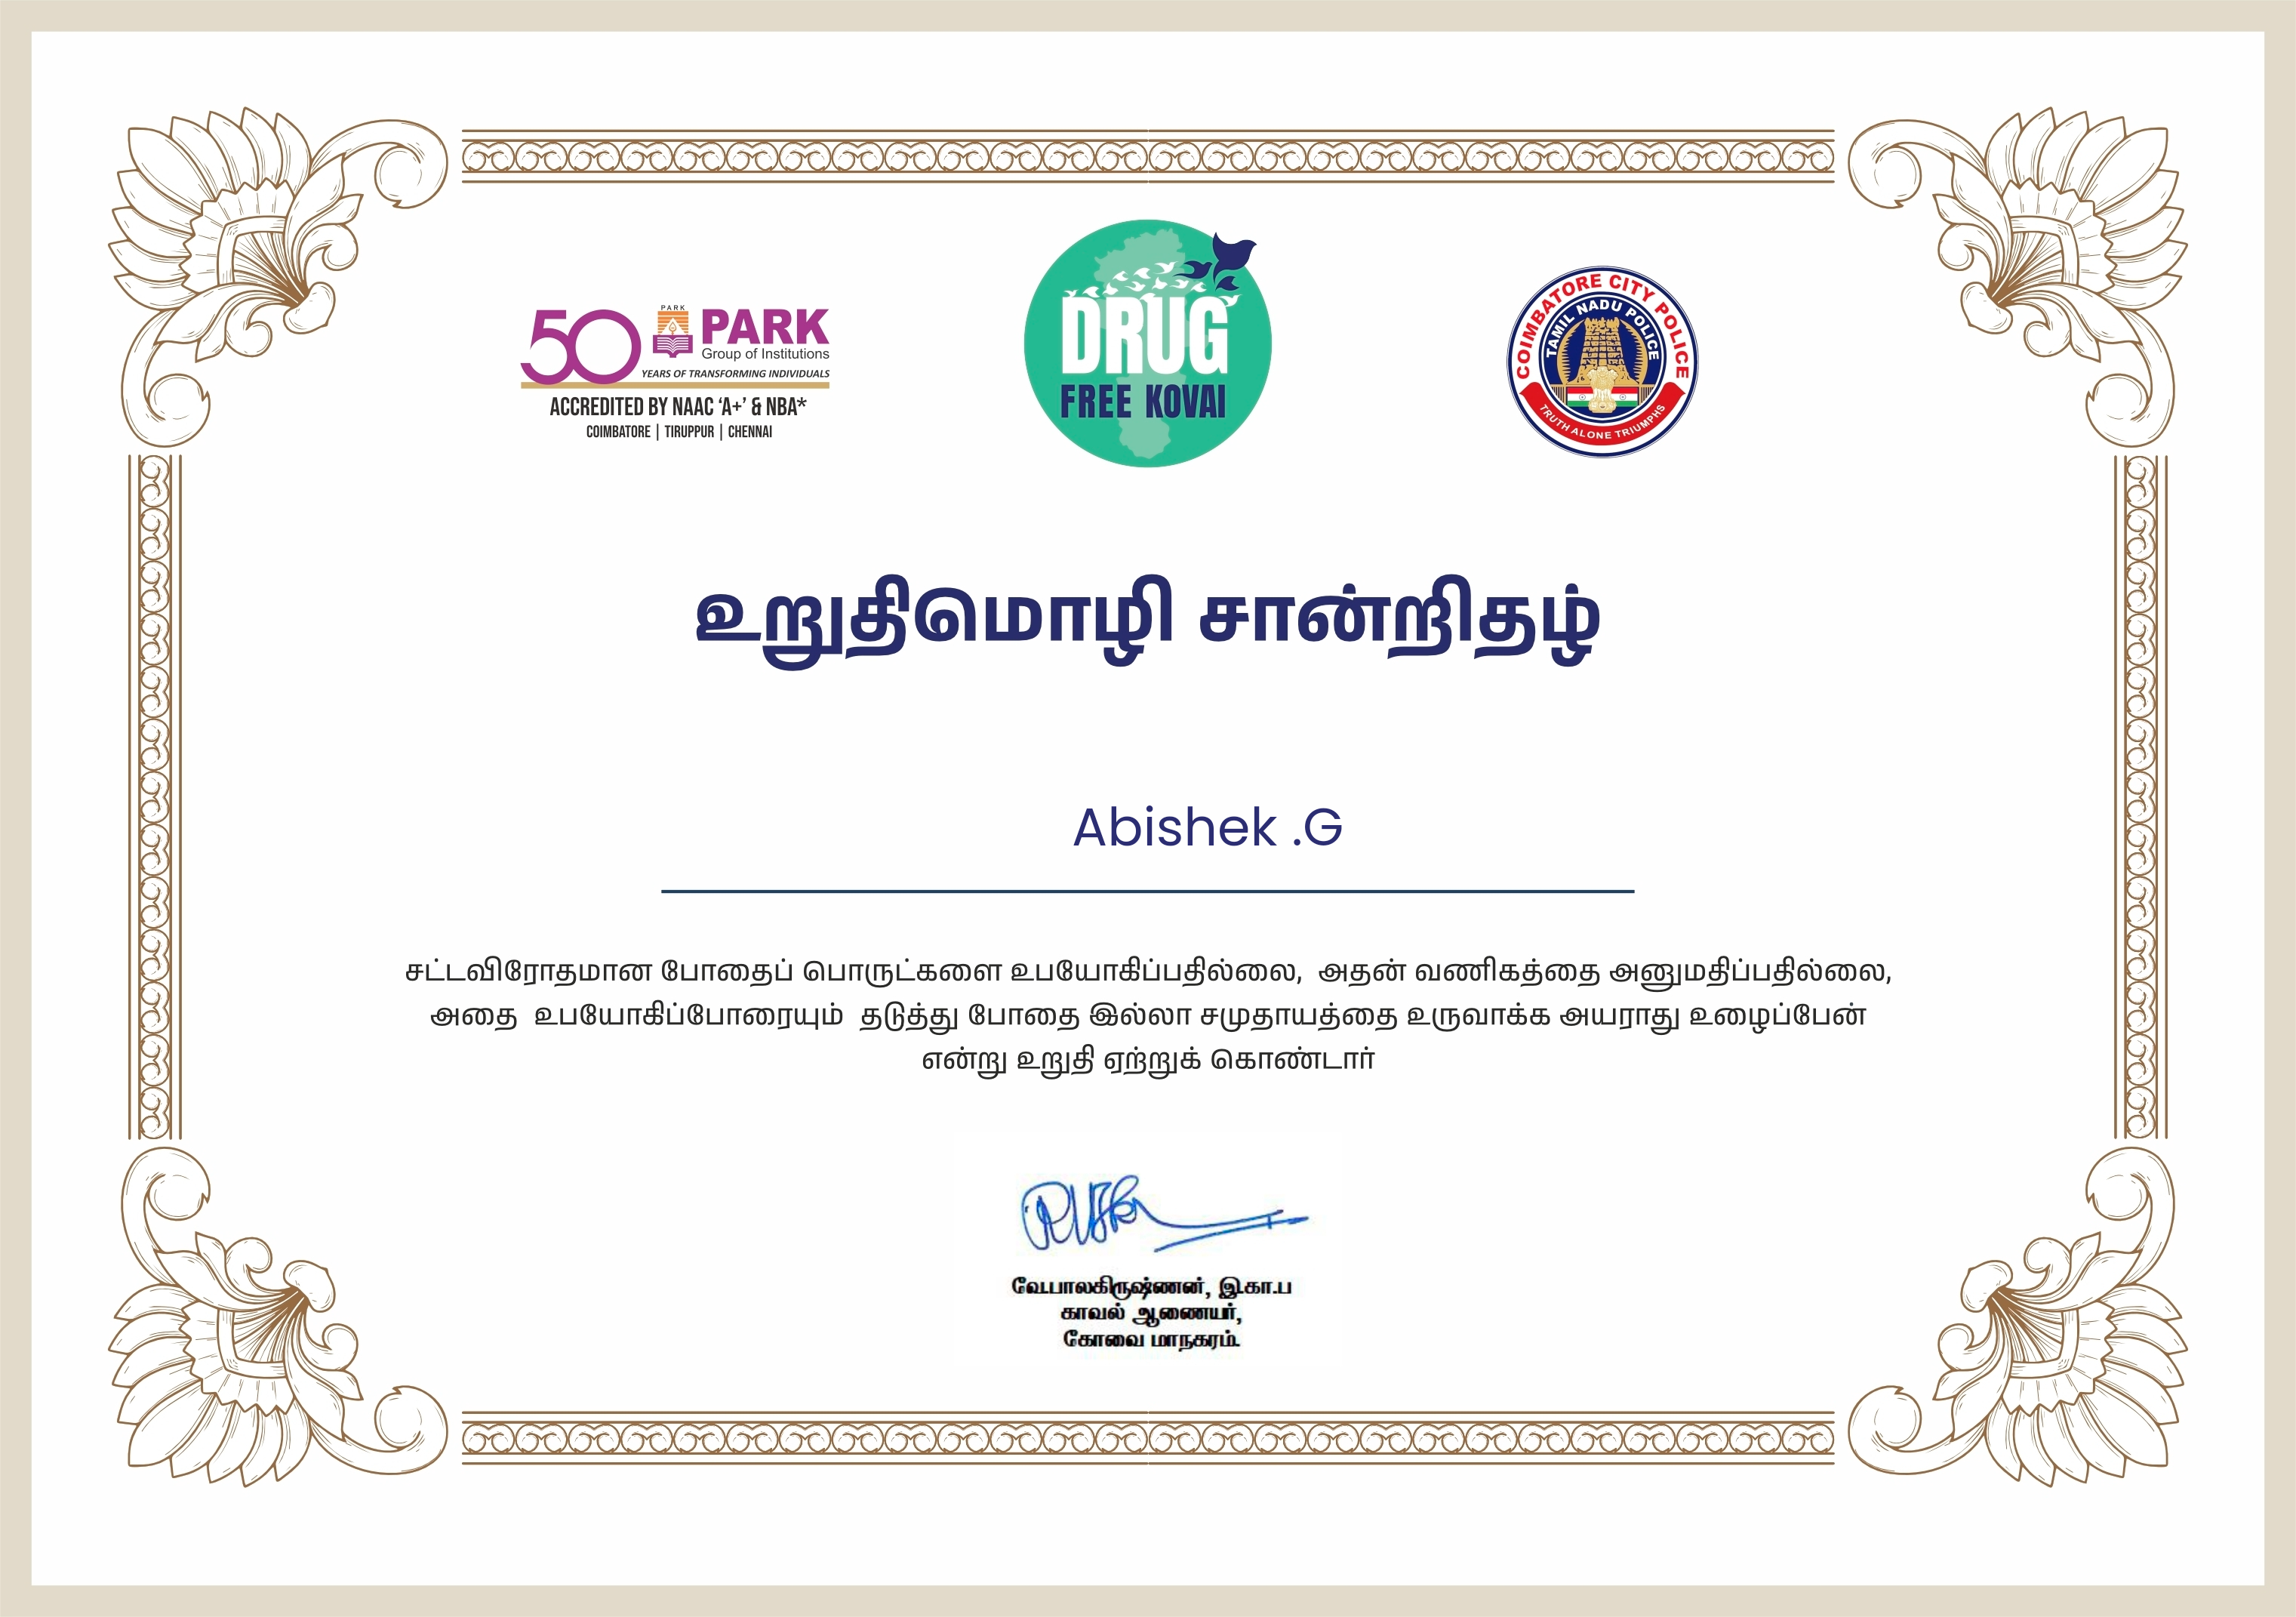 PARK
50 PARK
Group of Institutions
YEARS OF TRANSFORMING INDIVIDUALS
ACCREDITED BY NAAC ‘A+’ & NBA*
COIMBATORE | TIRUPPUR | CHENNAI
DRUG
FREE KOVAI
COIMBATORE CITY POLICE
TAMIL NADU POLICE
TRUTH ALONE TRIUMPHS
உறுதிமொழி சான்றிதழ்
Abishek .G
சட்டவிரோதமான போதைப் பொருட்களை உபயோகிப்பதில்லை, அதன் வணிகத்தை அனுமதிப்பதில்லை,
அதை உபயோகிப்போரையும் தடுத்து போதை இல்லா சமுதாயத்தை உருவாக்க அயராது உழைப்பேன்
என்று உறுதி ஏற்றுக் கொண்டார்
வே.பாலகிருஷ்ணன், இ.கா.ப
காவல் ஆணையர்,
கோவை மாநகரம்.